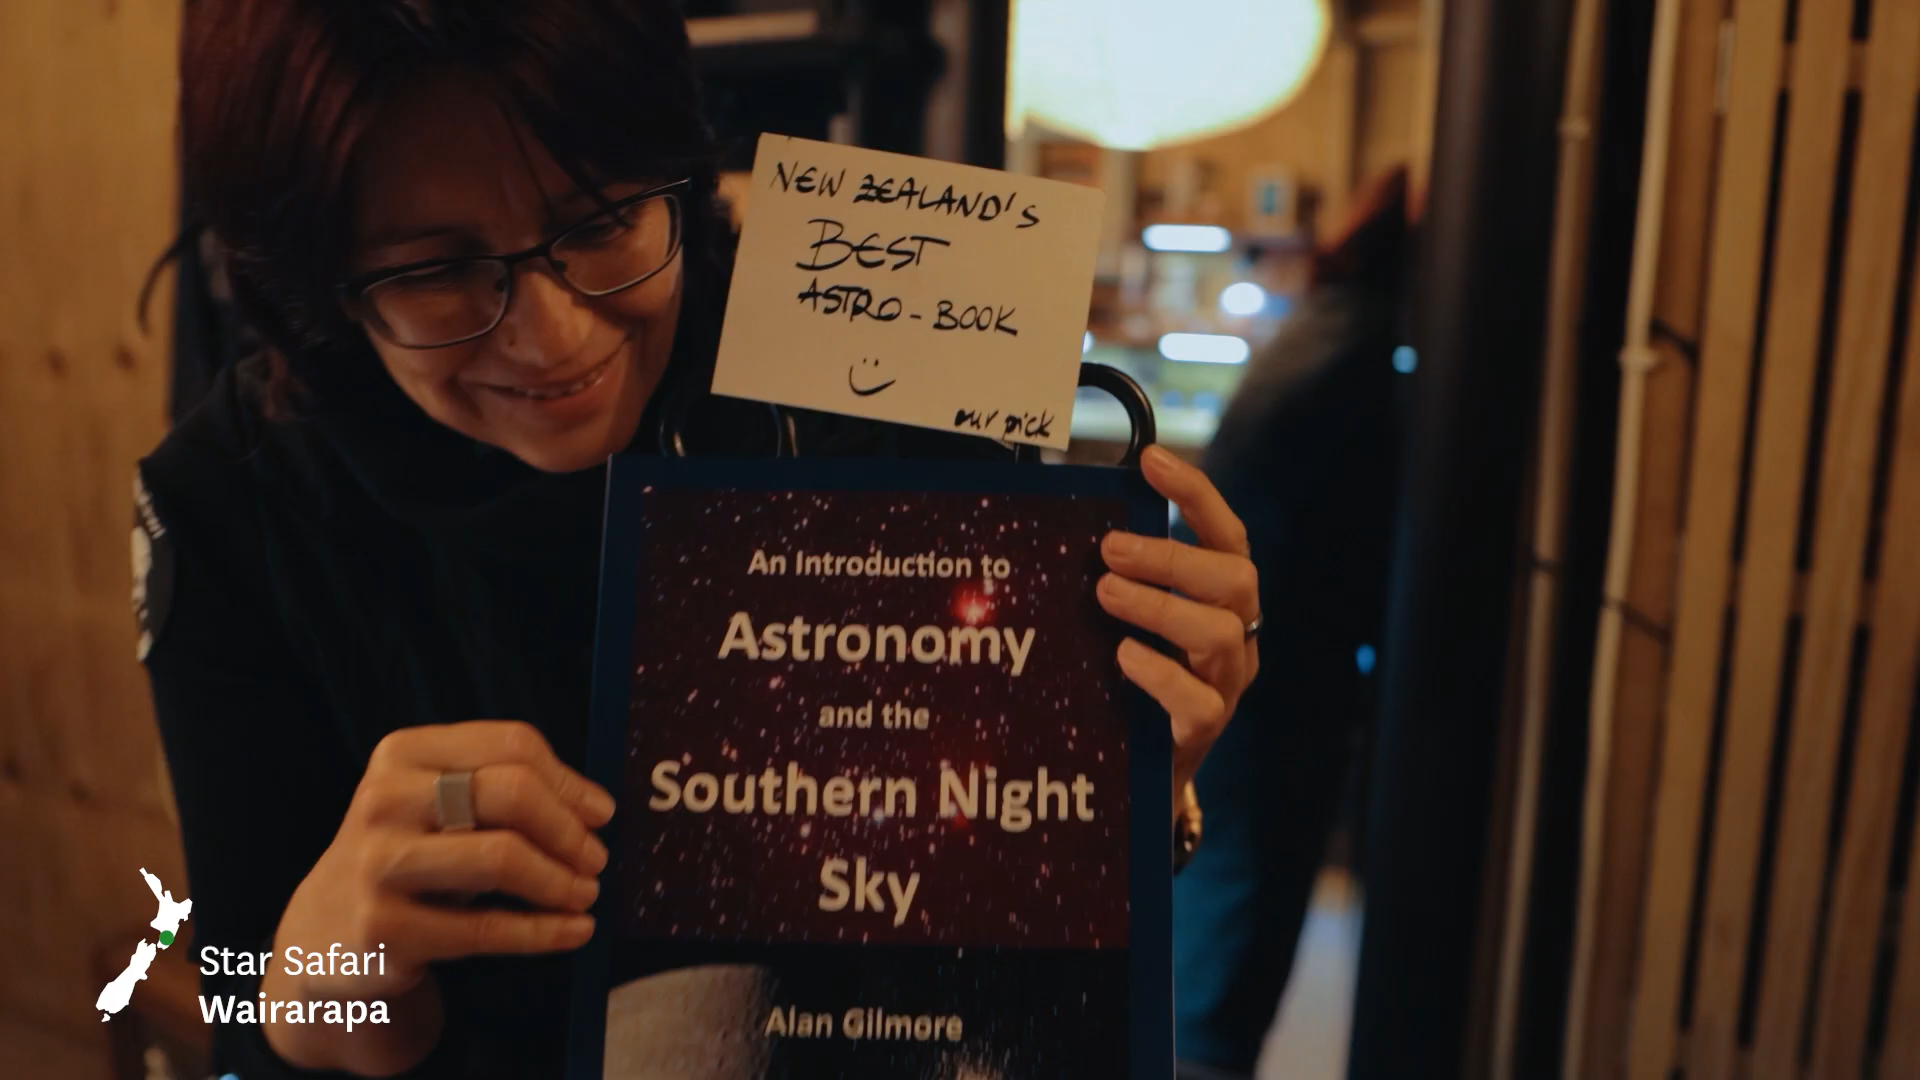 NEW ZEALAND'S
BEST
ASTRO-BOOK
our pick
An Introduction to
Astronomy
and the
Southern Night
Sky
Alan Gilmore
Star Safari
Wairarapa